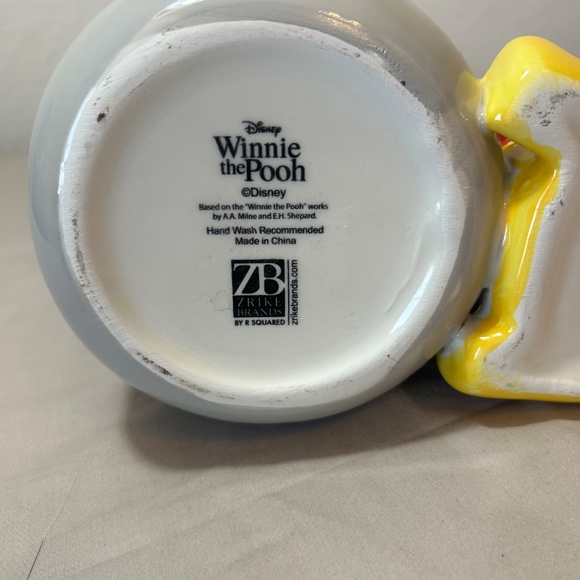 Disney
Winnie
the Pooh
©Disney
Based on the "Winnie the Pooh" works
by A.A. Milne and E.H. Shepard.
Hand Wash Recommended
Made in China
ZB
ZRIKE
BRANDS
BY R SQUARED
zrikebrands.com